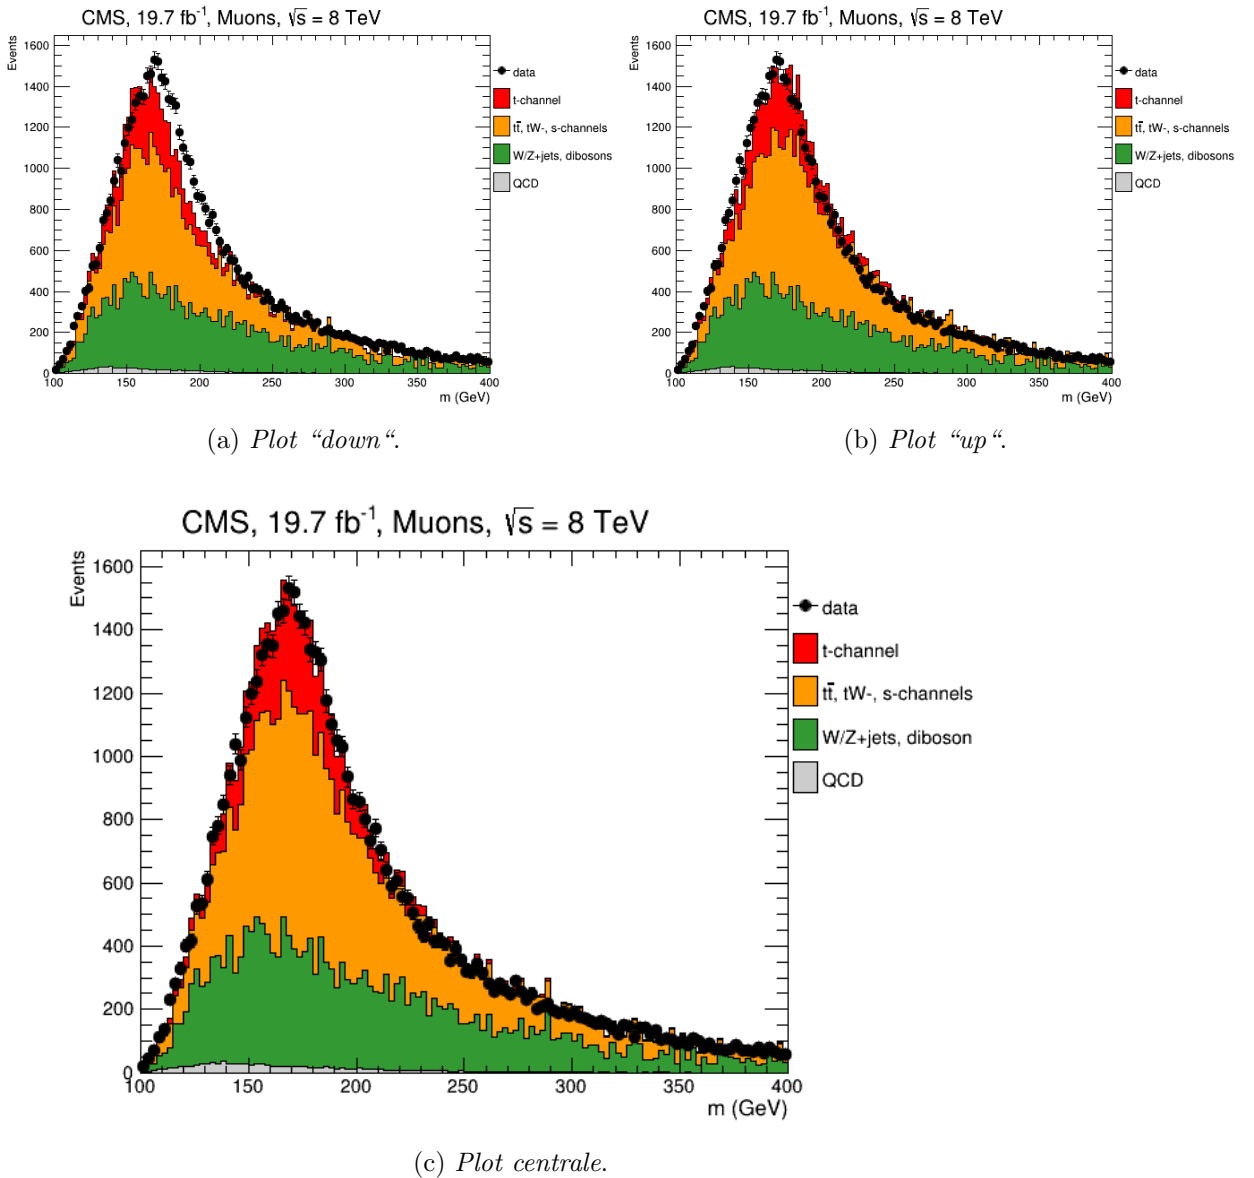 CMS, 19.7 fb⁻¹, Muons, √s = 8 TeV
Events
1600
1400
1200
1000
800
600
400
200
0
100 150 200 250 300 350 400
m (GeV)
data
t-channel
tt̄, tW-, s-channels
W/Z+jets, dibosons
QCD
(a) Plot “down“.
CMS, 19.7 fb⁻¹, Muons, √s = 8 TeV
Events
1600
1400
1200
1000
800
600
400
200
0
100 150 200 250 300 350 400
m (GeV)
data
t-channel
tt̄, tW-, s-channels
W/Z+jets, dibosons
QCD
(b) Plot “up“.
CMS, 19.7 fb⁻¹, Muons, √s = 8 TeV
Events
1600
1400
1200
1000
800
600
400
200
0
100 150 200 250 300 350 400
m (GeV)
data
t-channel
tt̄, tW-, s-channels
W/Z+jets, diboson
QCD
(c) Plot centrale.